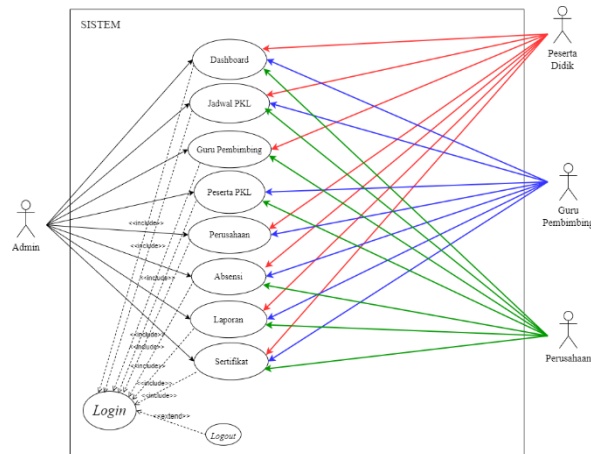 SISTEM
Dashboard
Jadwal PKL
Guru Pembimbing
Peserta PKL
Perusahaan
Absensi
Laporan
Sertifikat
Login
Logout
Admin
Peserta
Didik
Guru
Pembimbing
Perusahaan
<<include>>
<<include>>
<<include>>
<<include>>
<<include>>
<<include>>
<<include>>
<<include>>
<<extend>>